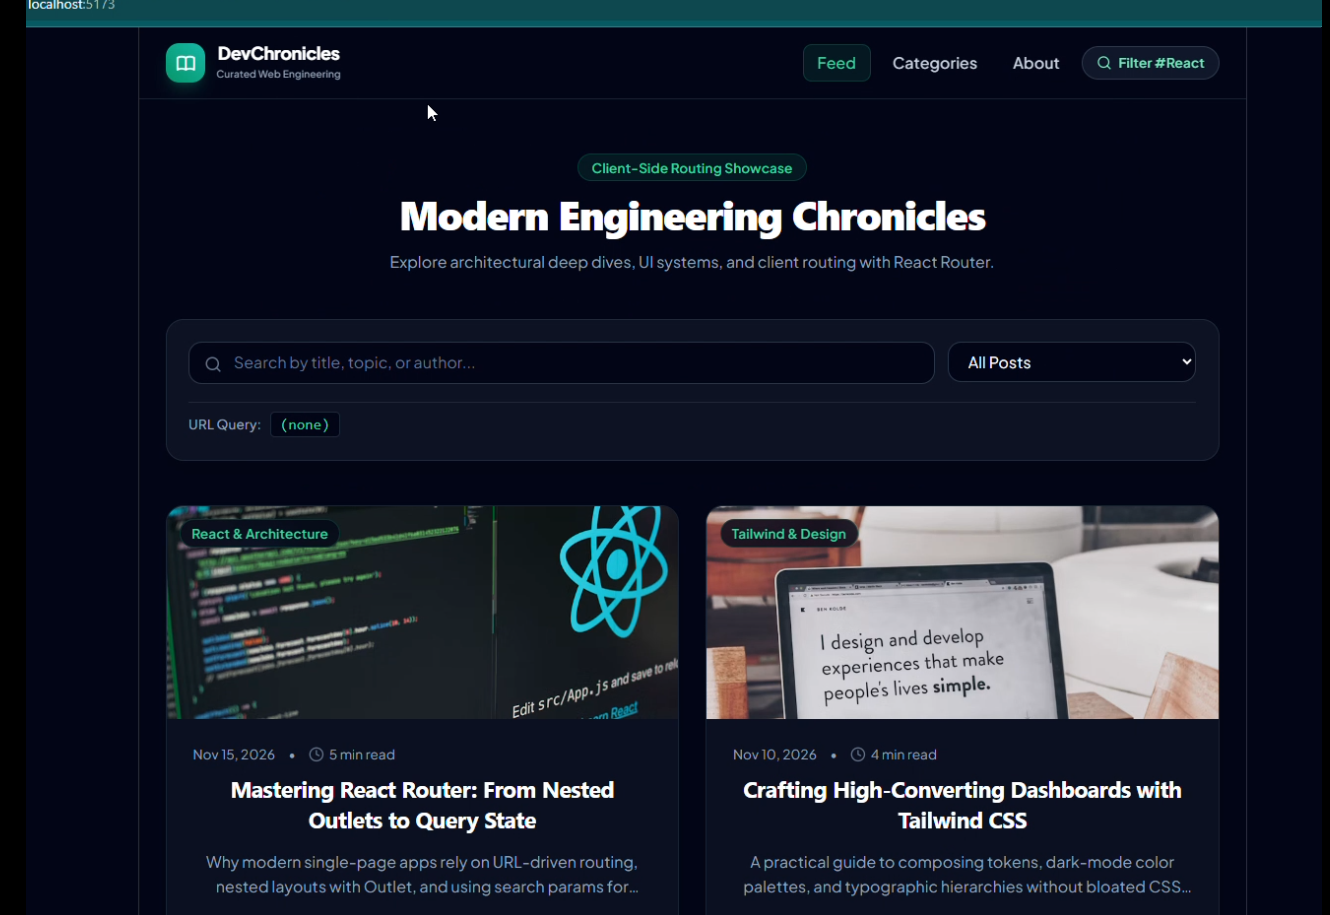 localhost:5173
DevChronicles
Curated Web Engineering
Feed
Categories
About
Filter #React
Client-Side Routing Showcase
Modern Engineering Chronicles
Explore architectural deep dives, UI systems, and client routing with React Router.
Search by title, topic, or author...
All Posts
URL Query:
(none)
React & Architecture
Edit src/App.js and save to rel
rn React
Nov 15, 2026 • 5 min read
Mastering React Router: From Nested
Outlets to Query State
Why modern single-page apps rely on URL-driven routing,
nested layouts with Outlet, and using search params for...
Tailwind & Design
I design and develop
experiences that make
people's lives simple.
Nov 10, 2026 • 4 min read
Crafting High-Converting Dashboards with
Tailwind CSS
A practical guide to composing tokens, dark-mode color
palettes, and typographic hierarchies without bloated CSS...